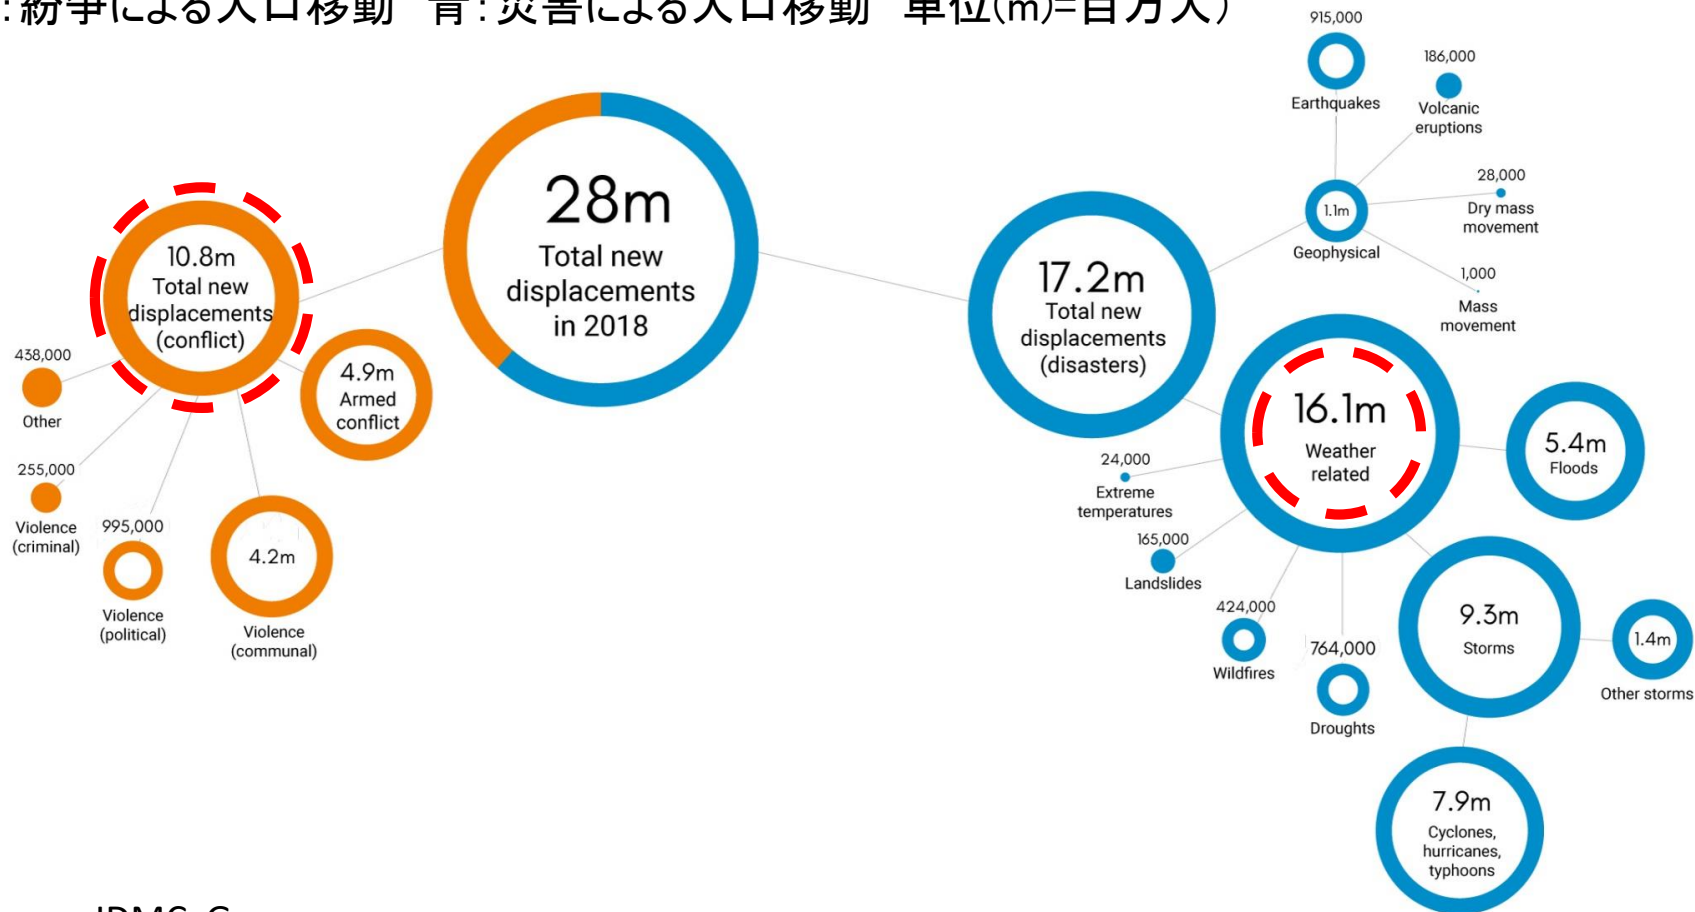 ：紛争による人口移動　青：災害による人口移動　単位(m)=百万人）
28m
Total new
displacements
in 2018
10.8m
Total new
displacements
(conflict)
438,000
Other
255,000
Violence
(criminal)
995,000
Violence
(political)
4.2m
Violence
(communal)
4.9m
Armed
conflict
17.2m
Total new
displacements
(disasters)
915,000
Earthquakes
186,000
Volcanic
eruptions
28,000
Dry mass
movement
1,000
Mass
movement
1.1m
Geophysical
16.1m
Weather
related
24,000
Extreme
temperatures
165,000
Landslides
424,000
Wildfires
764,000
Droughts
5.4m
Floods
9.3m
Storms
1.4m
Other storms
7.9m
Cyclones,
hurricanes,
typhoons